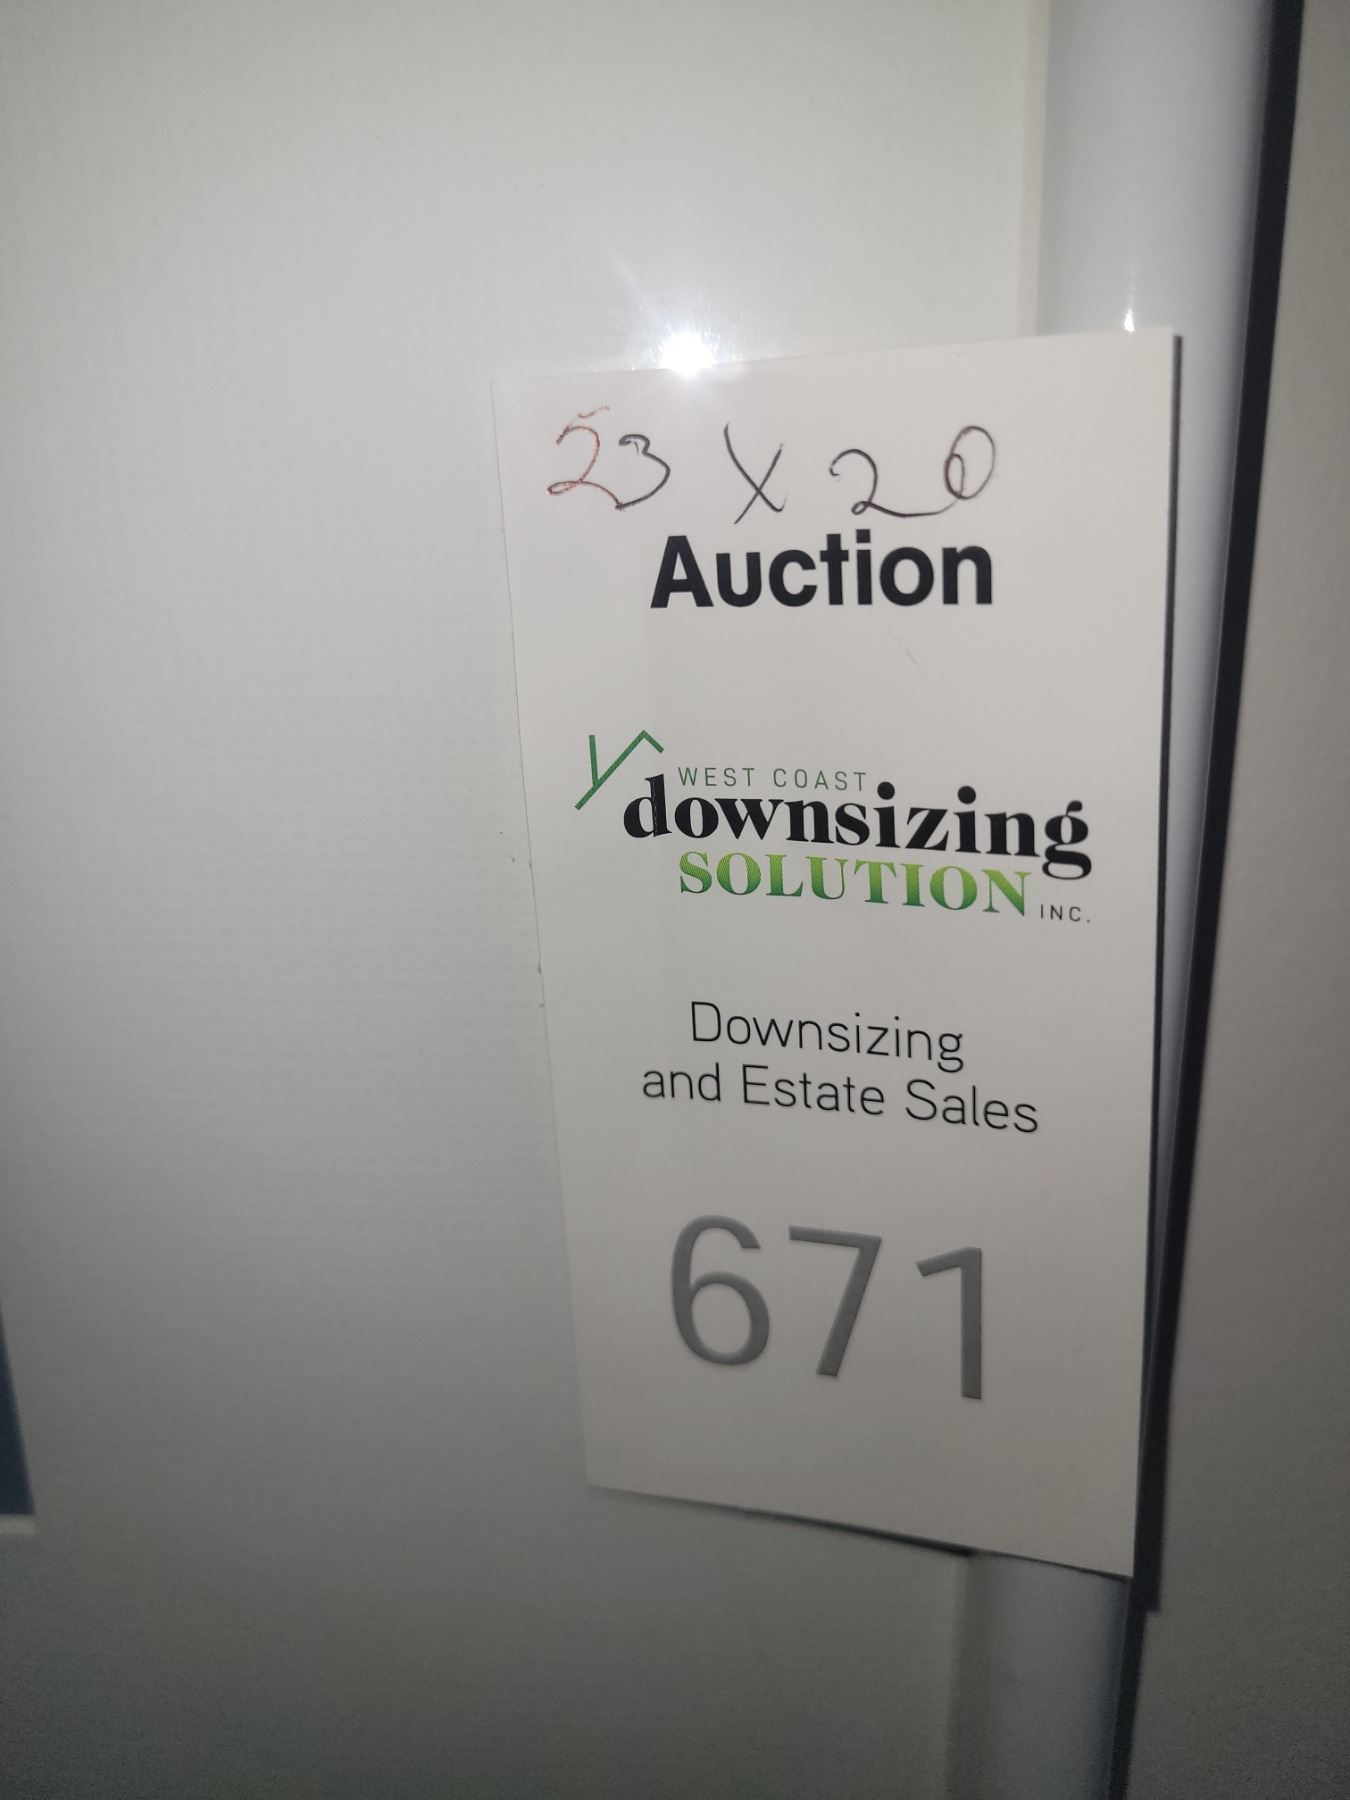 23 X 20
Auction
WEST COAST
downsizing
SOLUTION INC.
Downsizing
and Estate Sales
671